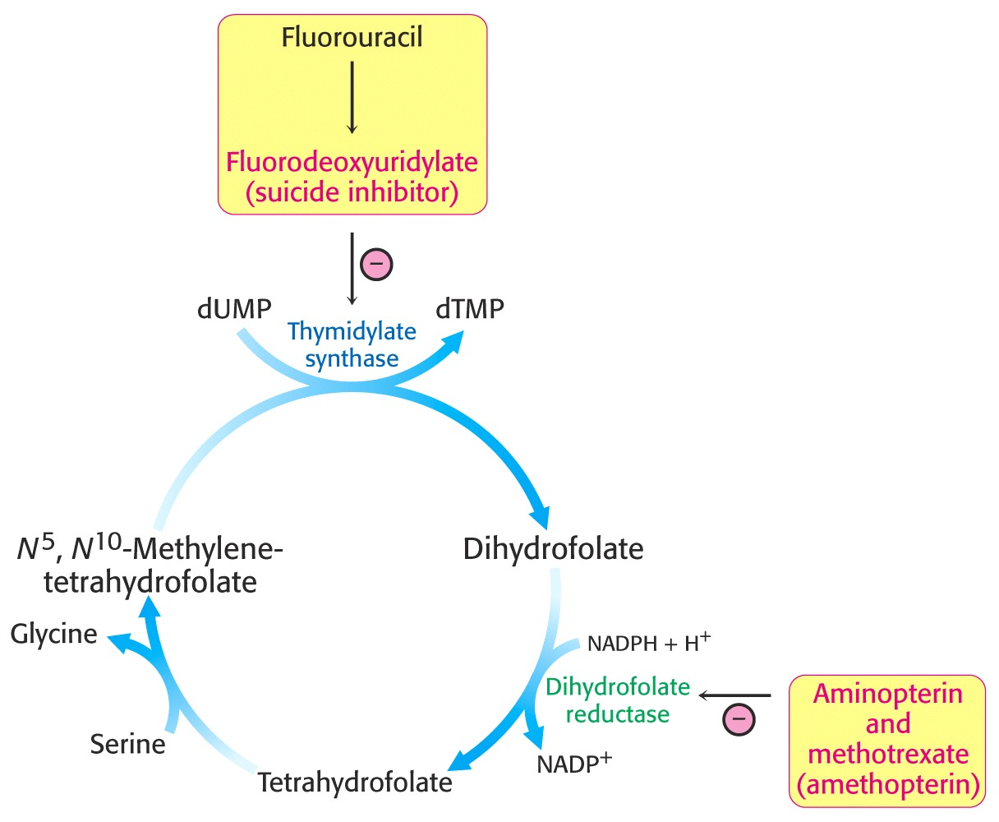 Fluorouracil
Fluorodeoxyuridylate
(suicide inhibitor)
−
dUMP
dTMP
Thymidylate
synthase
N⁵, N¹⁰-Methylene-
tetrahydrofolate
Dihydrofolate
Glycine
NADPH + H⁺
Dihydrofolate
reductase
−
Aminopterin
and
methotrexate
(amethopterin)
Serine
NADP⁺
Tetrahydrofolate